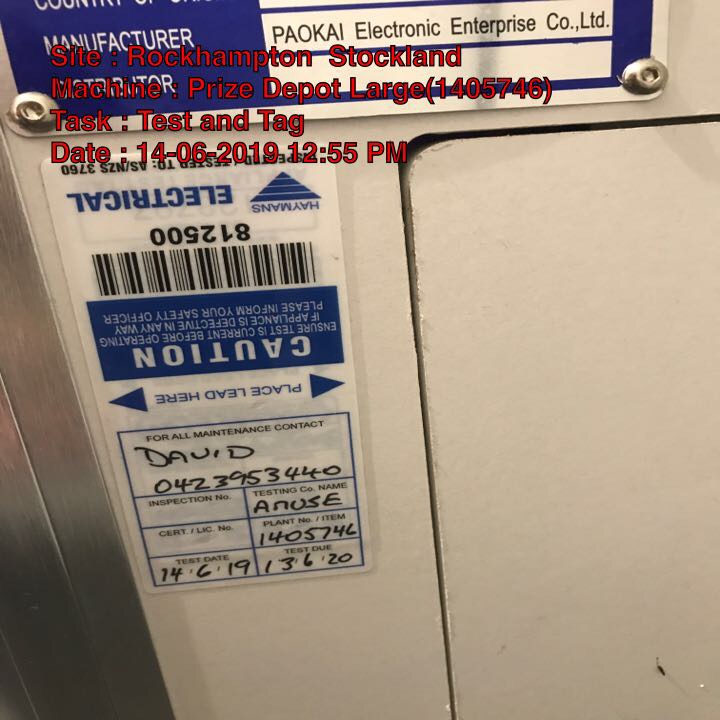 COUNTRY OF ORIGIN
MANUFACTURER
PAOKAI Electronic Enterprise Co.,Ltd.
DISTRIBUTOR
Site : Rockhampton Stockland
Machine : Prize Depot Large(1405746)
Task : Test and Tag
Date : 14-06-2019 12:55 PM
TESTED TO: AS/NZS 3760
HAYMANS
ELECTRICAL
812500
CAUTION
ENSURE TEST IS CURRENT BEFORE OPERATING
IF APPLIANCE IS DEFECTIVE IN ANY WAY
PLEASE INFORM YOUR SAFETY OFFICER
PLACE LEAD HERE
FOR ALL MAINTENANCE CONTACT
DAVID
0423953440
INSPECTION No.
TESTING Co. NAME
AMUSE
CERT. / LIC. No.
PLANT No. / ITEM
1405746
TEST DATE
14.6.19
TEST DUE
13.6.20